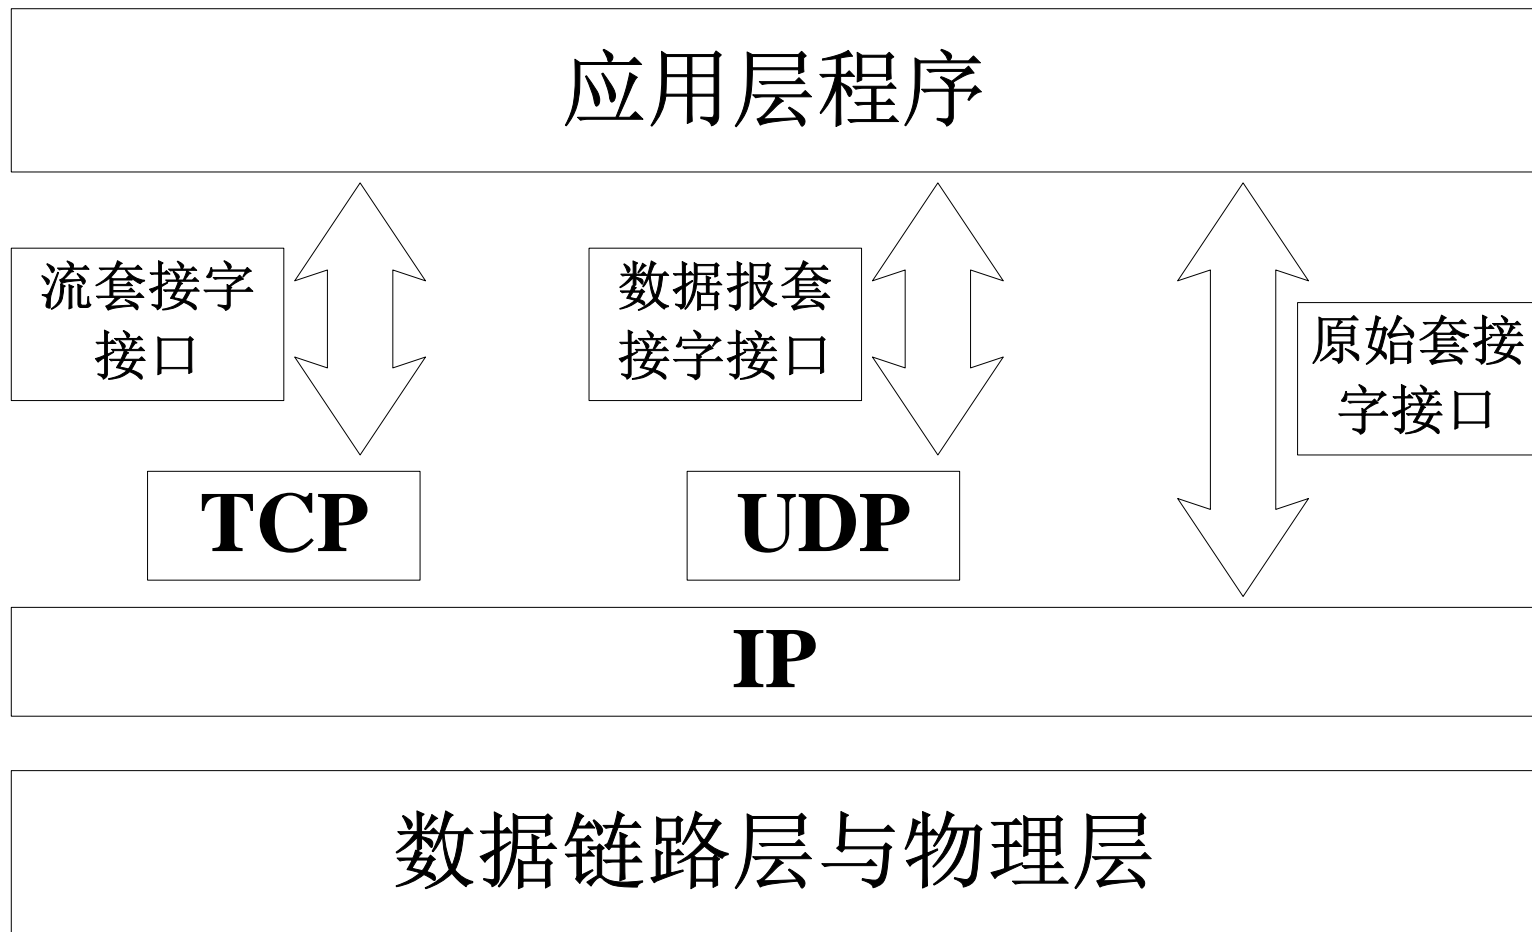 应用层程序
流套接字
接口
数据报套
接字接口
原始套接
字接口
TCP
UDP
IP
数据链路层与物理层